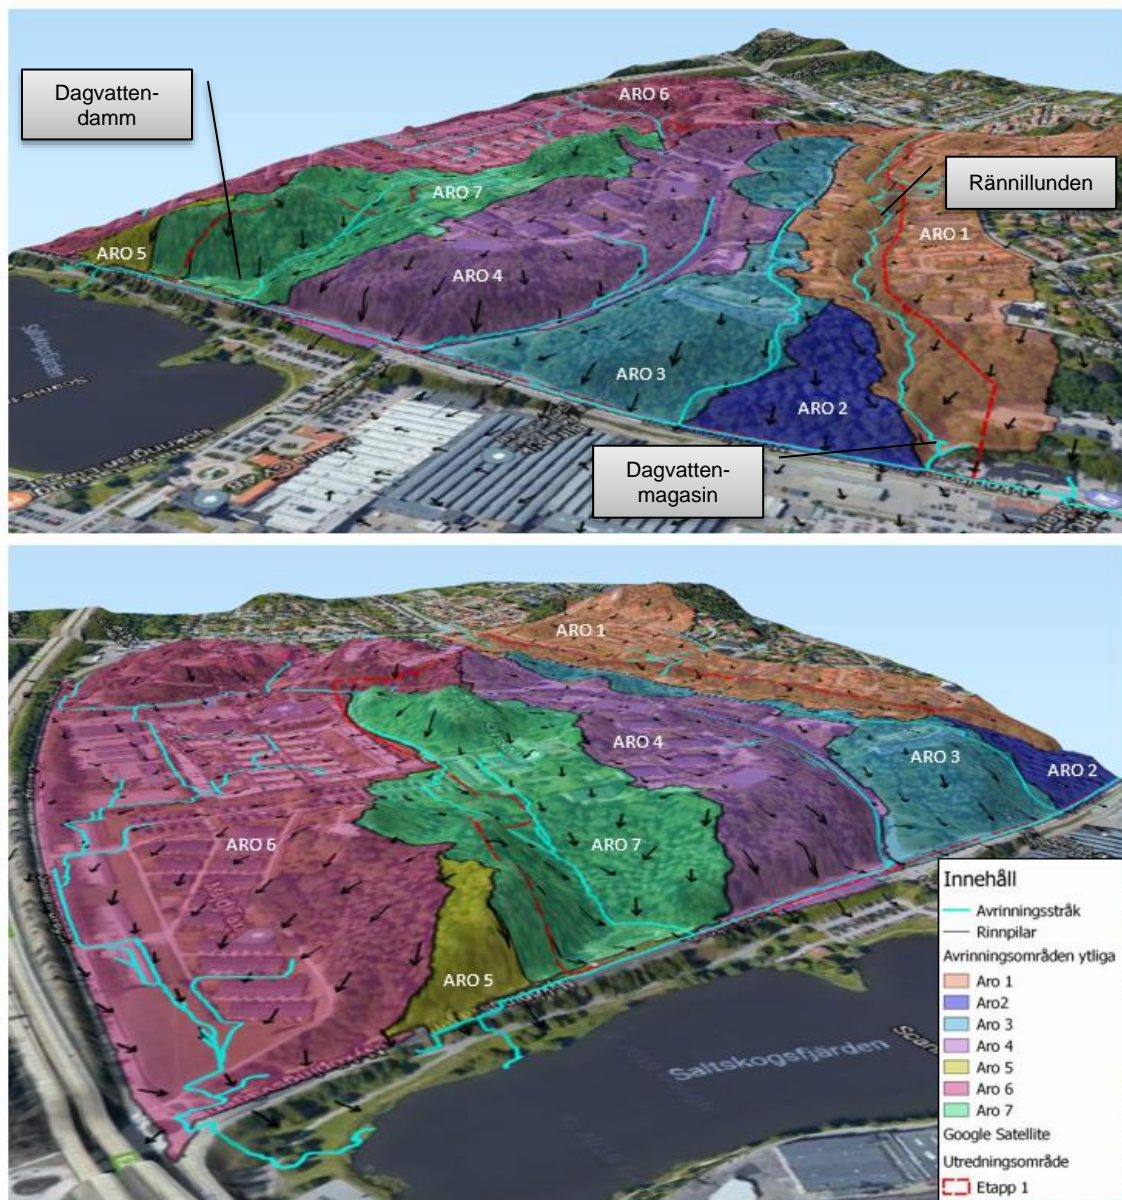 Dagvatten-
damm
ARO 6
Rännillunden
ARO 7
ARO 1
ARO 5
ARO 4
ARO 3
ARO 2
Dagvatten-
magasin
ARO 1
ARO 4
ARO 3
ARO 2
ARO 6
ARO 7
ARO 5
Saltskogsfjärden
Innehåll
Avrinningsstråk
Rinnpilar
Avrinningsområden ytliga
Aro 1
Aro2
Aro 3
Aro 4
Aro 5
Aro 6
Aro 7
Google Satellite
Utredningsområde
Etapp 1